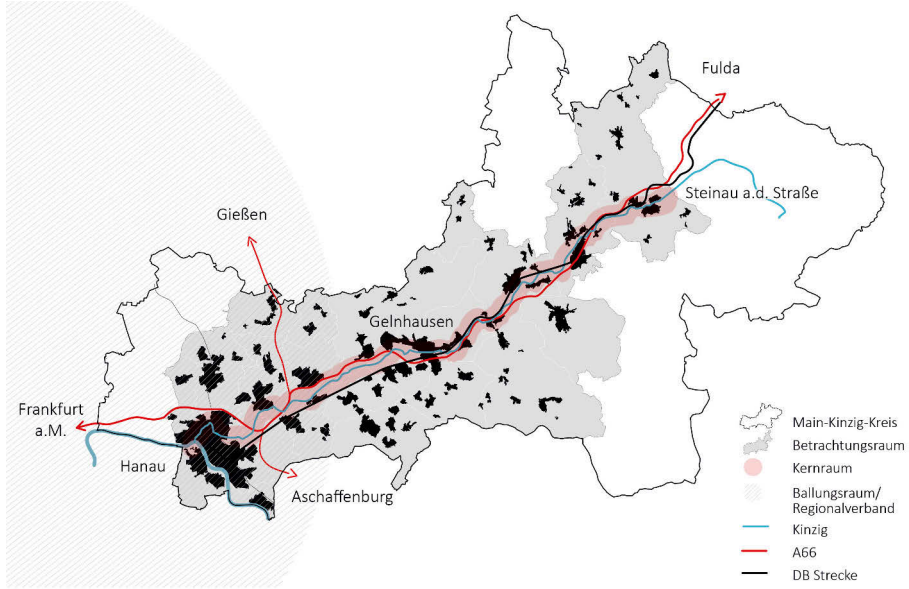 Fulda
Steinau a.d. Straße
Gießen
Gelnhausen
Frankfurt
a.M.
Hanau
Aschaffenburg
Main-Kinzig-Kreis
Betrachtungsraum
Kernraum
Ballungsraum/
Regionalverband
Kinzig
A66
DB Strecke